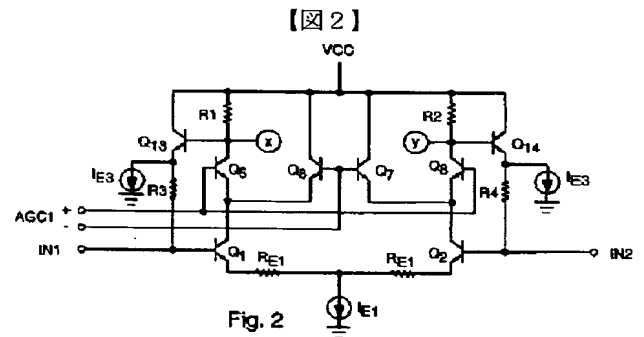 【図2】
VCC
R1
R2
Q13
x
y
Q14
IE3
Q5
Q6
Q7
Q8
IE3
R3
R4
AGC1 +
-
IN1
Q1
RE1
RE1
Q2
IN2
IE1
Fig. 2